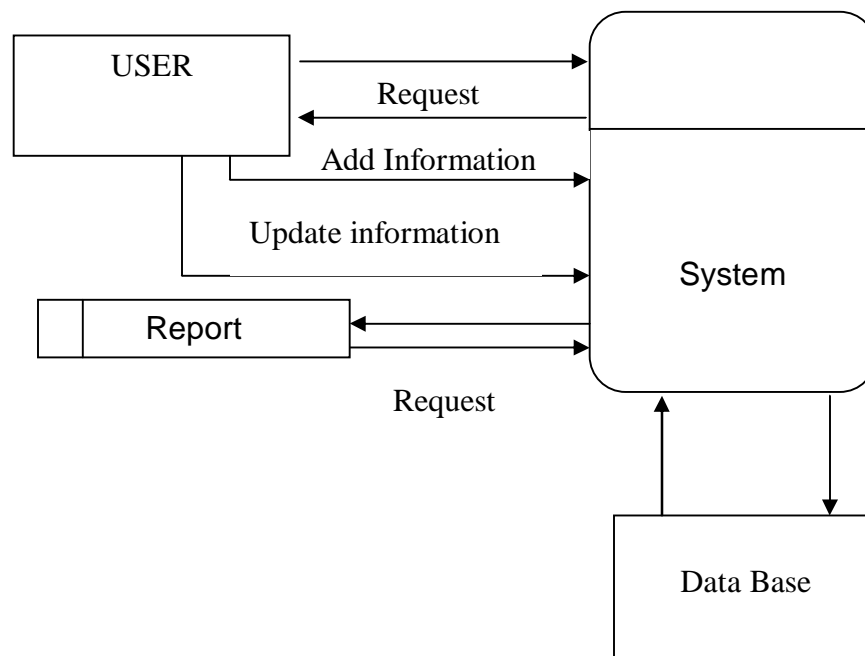 USER
Request
Add Information
Update information
System
Report
Request
Data Base